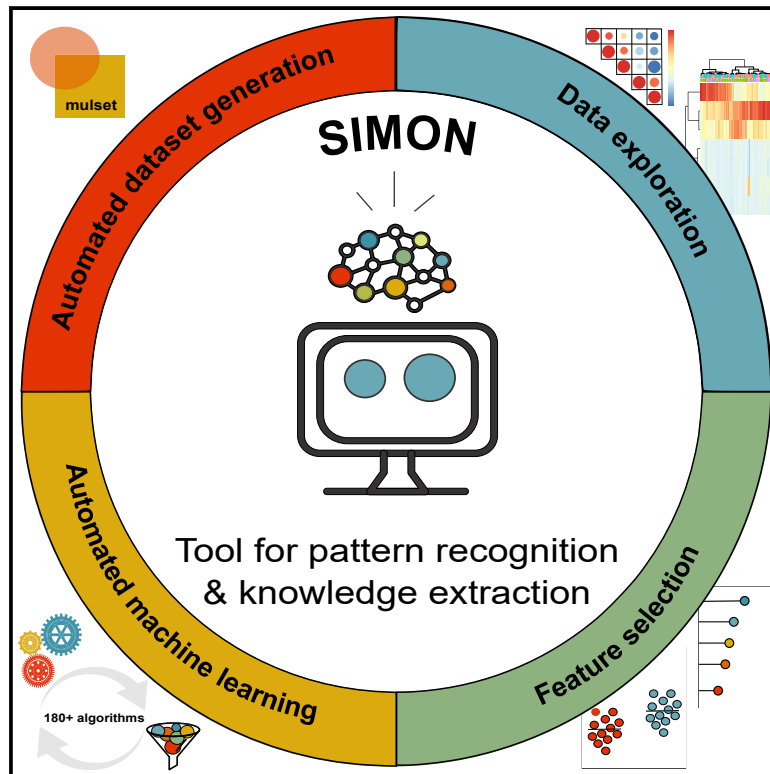 mulset
Automated dataset generation
Data exploration
SIMON
Tool for pattern recognition
& knowledge extraction
Automated machine learning
Feature selection
180+ algorithms